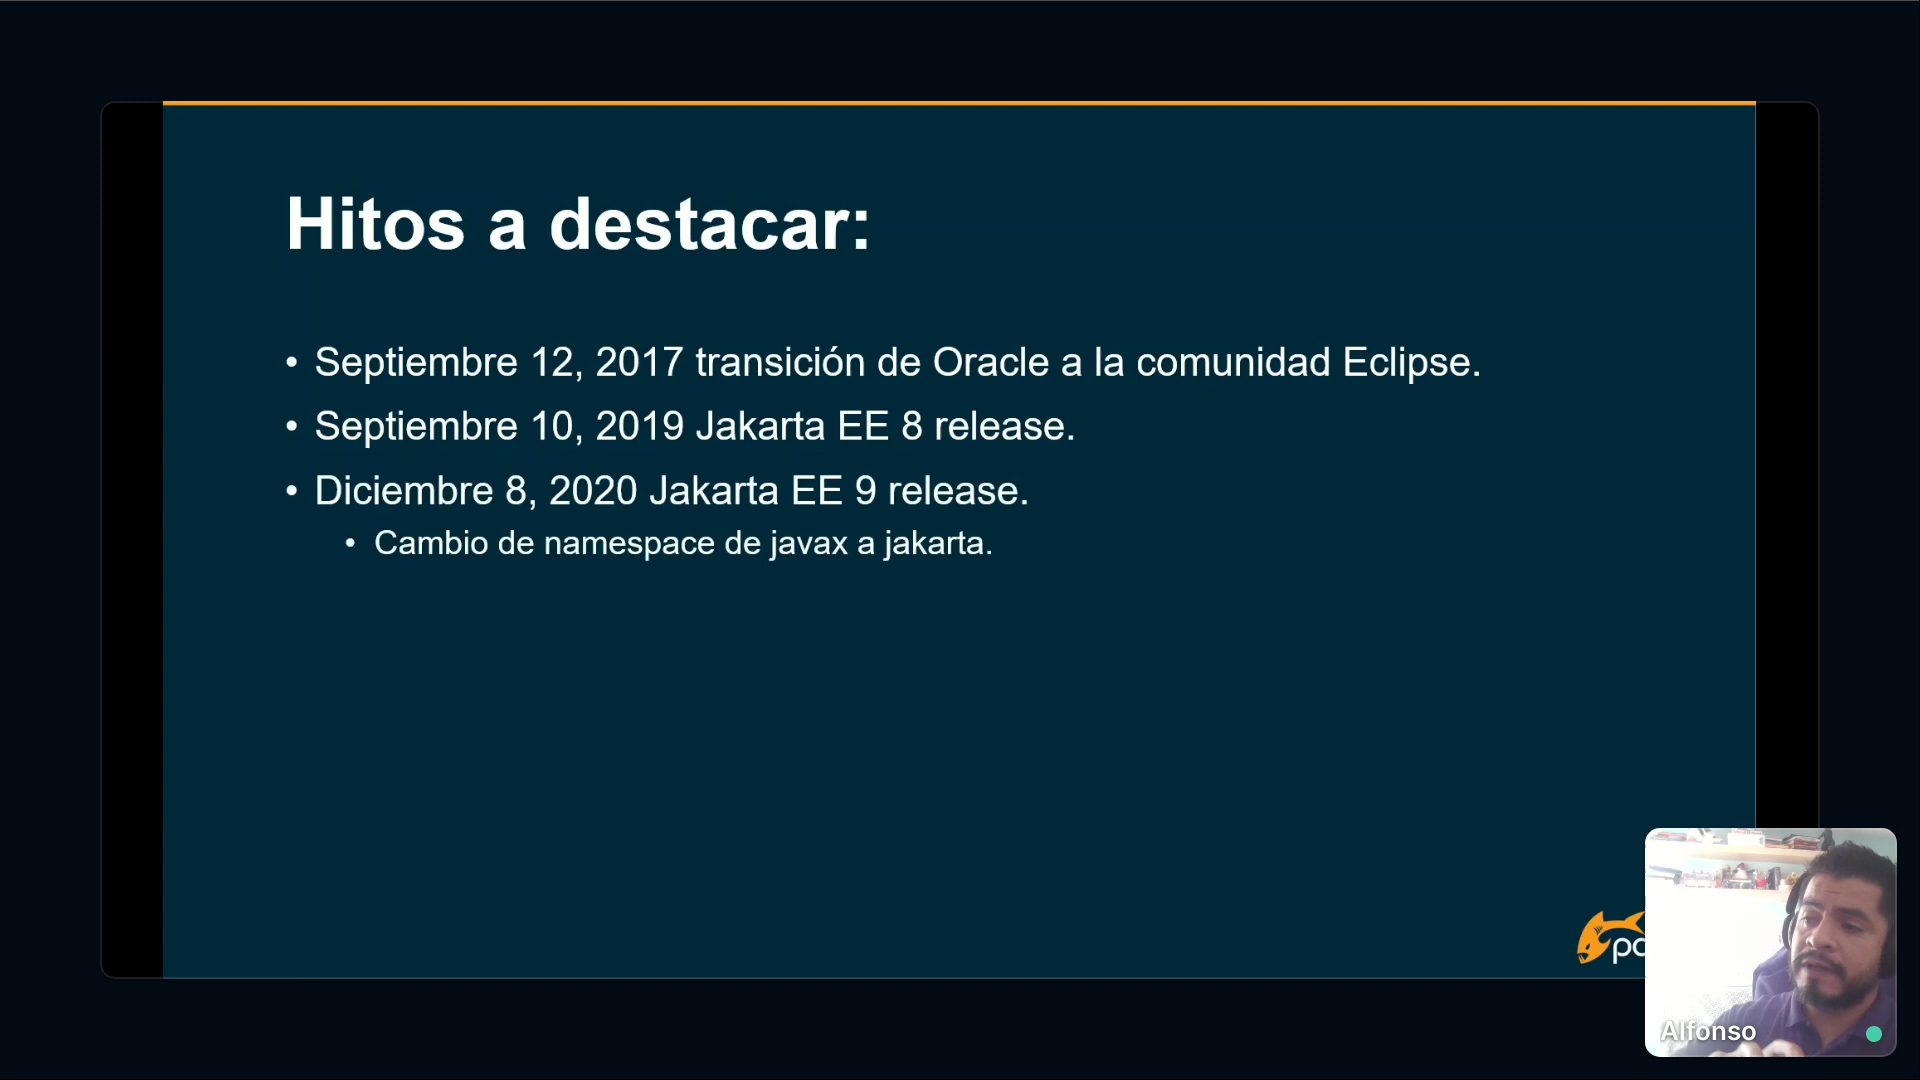 Hitos a destacar:
• Septiembre 12, 2017 transición de Oracle a la comunidad Eclipse.
• Septiembre 10, 2019 Jakarta EE 8 release.
• Diciembre 8, 2020 Jakarta EE 9 release.
• Cambio de namespace de javax a jakarta.
Alfonso